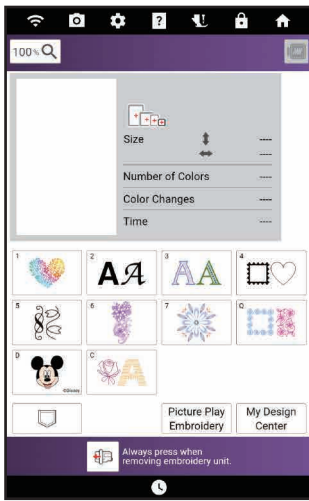 ?
100%
Size ----
----
Number of Colors ----
Color Changes ----
Time ----
1 2 3 4
AA AA
5 6 7 Q
D C
A
©Disney
Picture Play
Embroidery
My Design
Center
Always press when
removing embroidery unit.